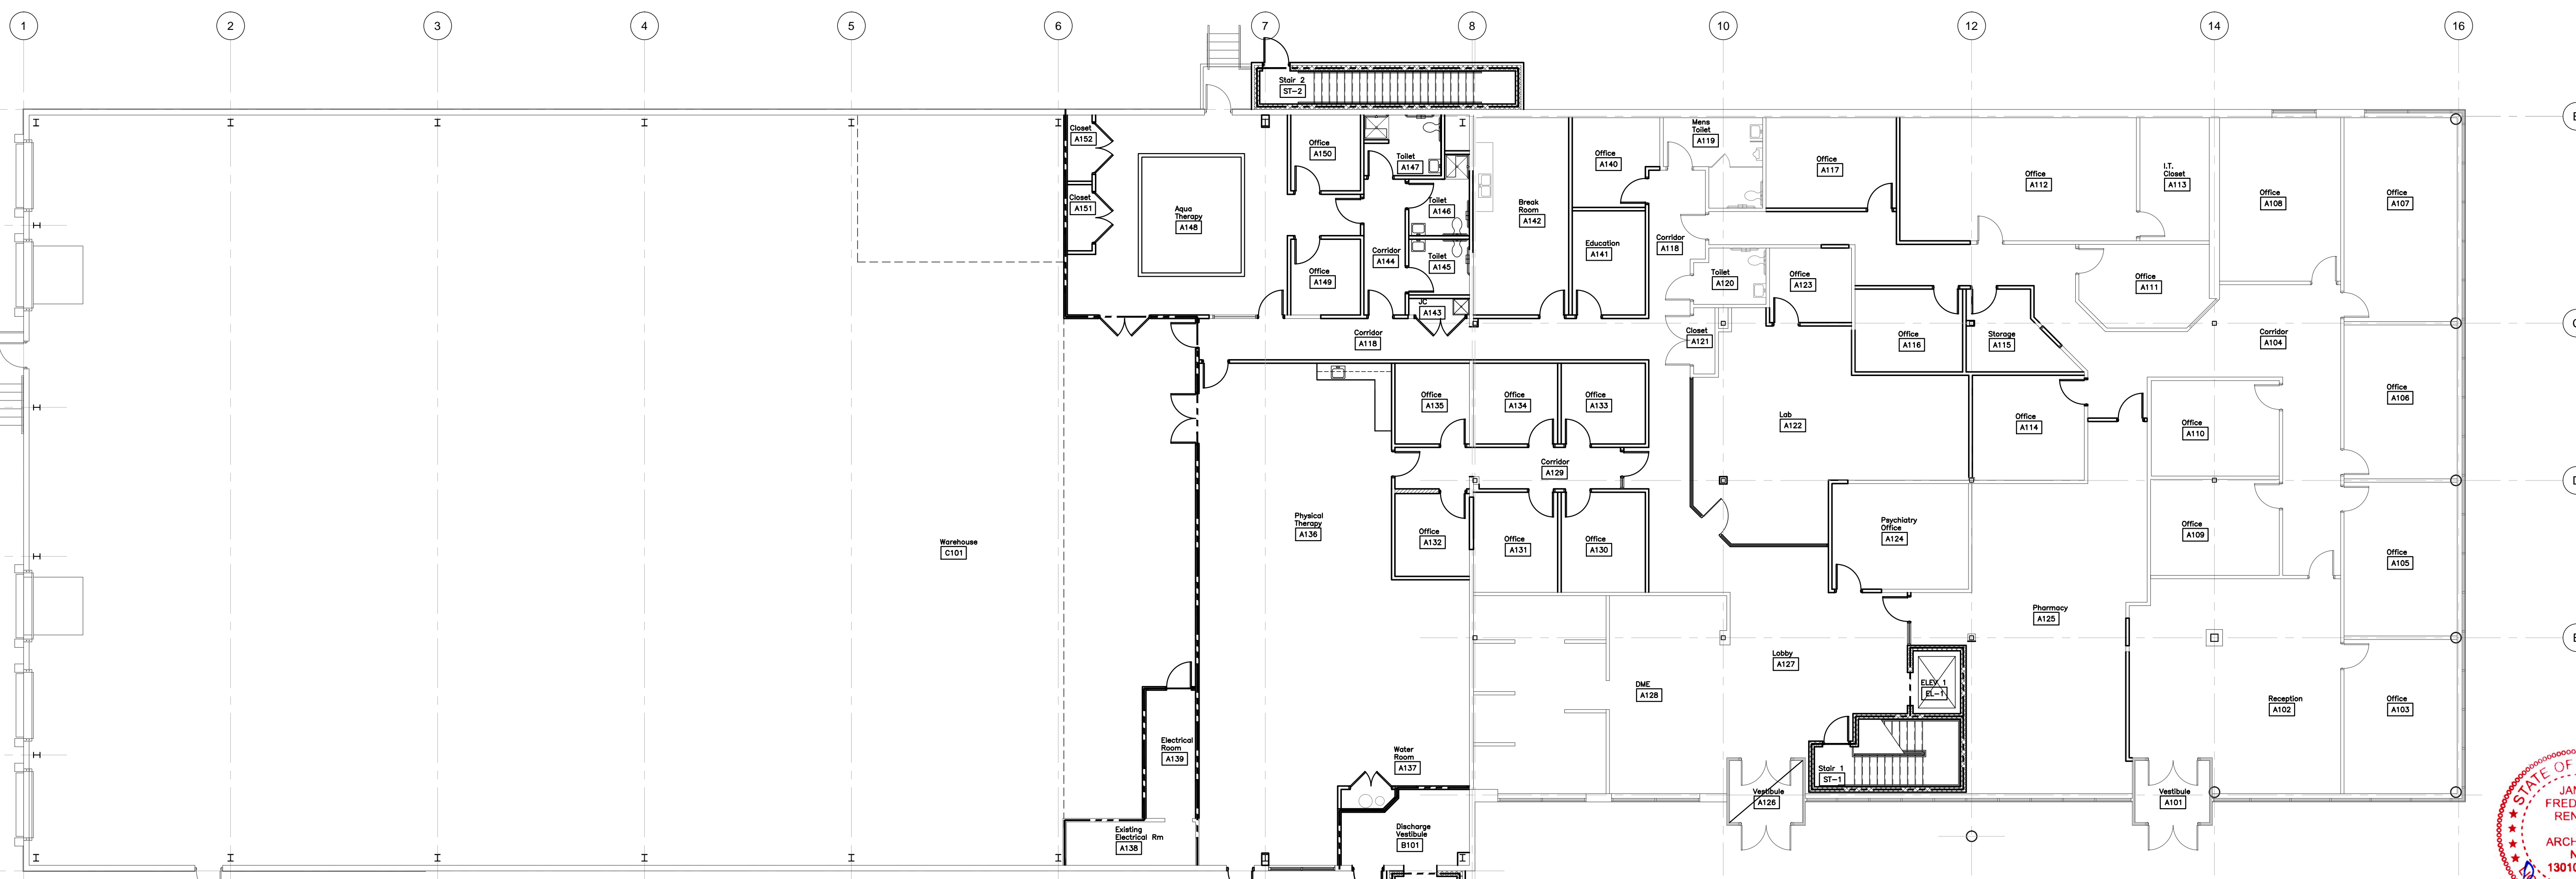 1 2 3 4 5 6 7 8 10 12 14 16
Stair 2
ST-2
Closet
A152
Closet
A151
Aqua
Therapy
A148
Office
A150
Office
A149
Toilet
A147
Toilet
A146
Toilet
A145
Corridor
A144
JC
A143
Corridor
A118
Break
Room
A142
Office
A140
Education
A141
Mens
Toilet
A119
Corridor
A118
Toilet
A120
Closet
A121
Office
A117
Office
A123
Office
A112
I.T.
Closet
A113
Office
A108
Office
A107
Office
A111
Office
A116
Storage
A115
Corridor
A104
Office
A135
Office
A134
Office
A133
Lab
A122
Office
A114
Office
A110
Office
A106
Corridor
A129
Warehouse
C101
Physical
Therapy
A136
Office
A132
Office
A131
Office
A130
Psychiatry
Office
A124
Office
A109
Office
A105
Pharmacy
A125
Lobby
A127
DME
A128
ELEV 1
EL-1
Reception
A102
Office
A103
Electrical
Room
A139
Water
Room
A137
Stair 1
ST-1
Vestibule
A126
Vestibule
A101
Existing
Electrical Rm
A138
Discharge
Vestibule
B101
STATE OF
JAM
FRED
REN
ARCH
N
13010